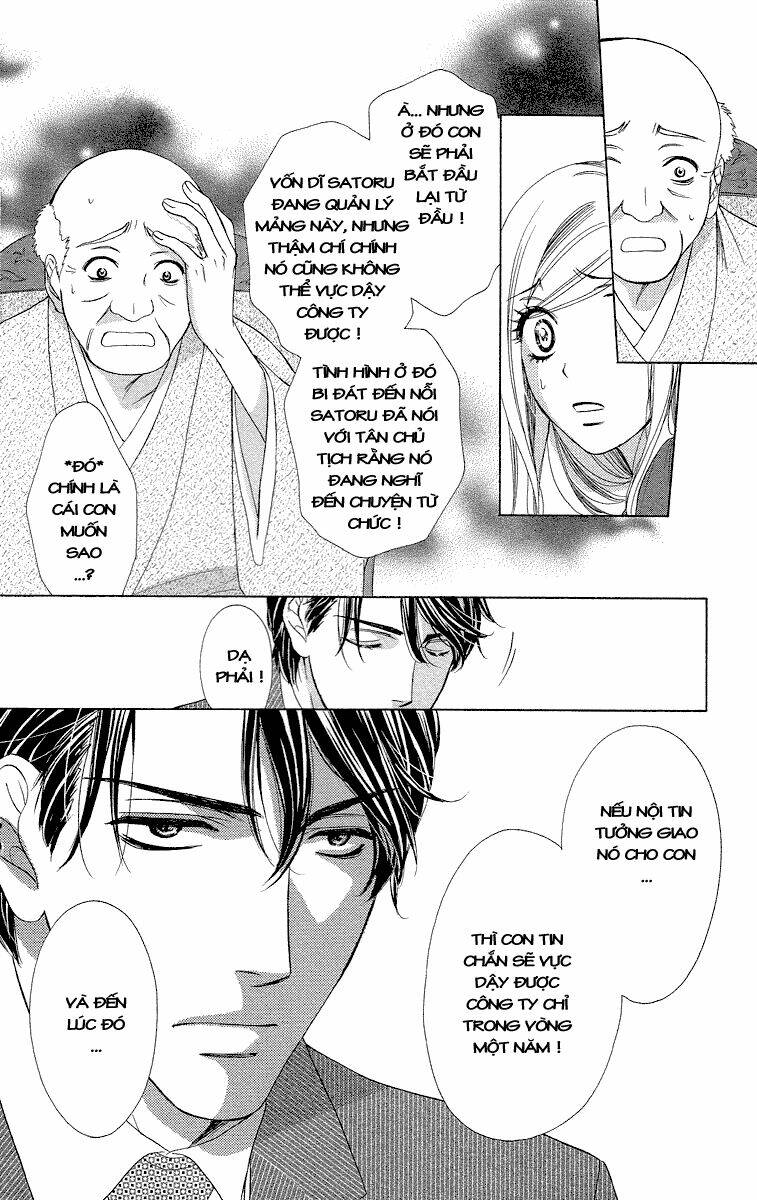 À... NHƯNG
Ở ĐÓ CON
SẼ PHẢI
BẮT ĐẦU
LẠI TỪ
ĐẦU !
VỐN DĨ SATORU
ĐANG QUẢN LÝ
MẢNG NÀY, NHƯNG
THẬM CHÍ CHÍNH
NÓ CŨNG KHÔNG
THỂ VỰC DẬY
CÔNG TY
ĐƯỢC !
TÌNH HÌNH Ở ĐÓ
BI ĐÁT ĐẾN NỖI
SATORU ĐÃ NÓI
VỚI TÂN CHỦ
TỊCH RẰNG NÓ
ĐANG NGHĨ
ĐẾN CHUYỆN TỪ
CHỨC !
*ĐÓ*
CHÍNH LÀ
CÁI CON
MUỐN
SAO
...?
DẠ
PHẢI !
NẾU NỘI TIN
TƯỞNG GIAO
NÓ CHO CON
...
THÌ CON TIN
CHẮN SẼ VỰC
DẬY ĐƯỢC
CÔNG TY CHỈ
TRONG VÒNG
MỘT NĂM !
VÀ ĐẾN
LÚC ĐÓ
...